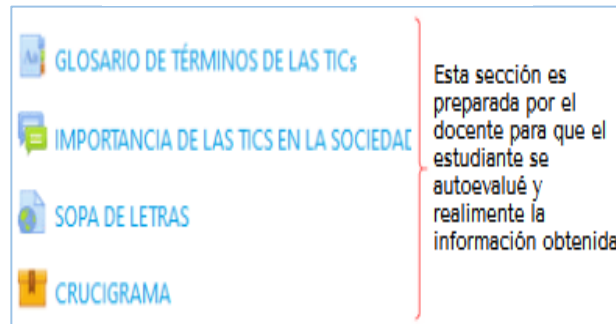 GLOSARIO DE TÉRMINOS DE LAS TICs
IMPORTANCIA DE LAS TICS EN LA SOCIEDAD
SOPA DE LETRAS
CRUCIGRAMA
Esta sección es
preparada por el
docente para que el
estudiante se
autoevalué y
realimente la
información obtenida